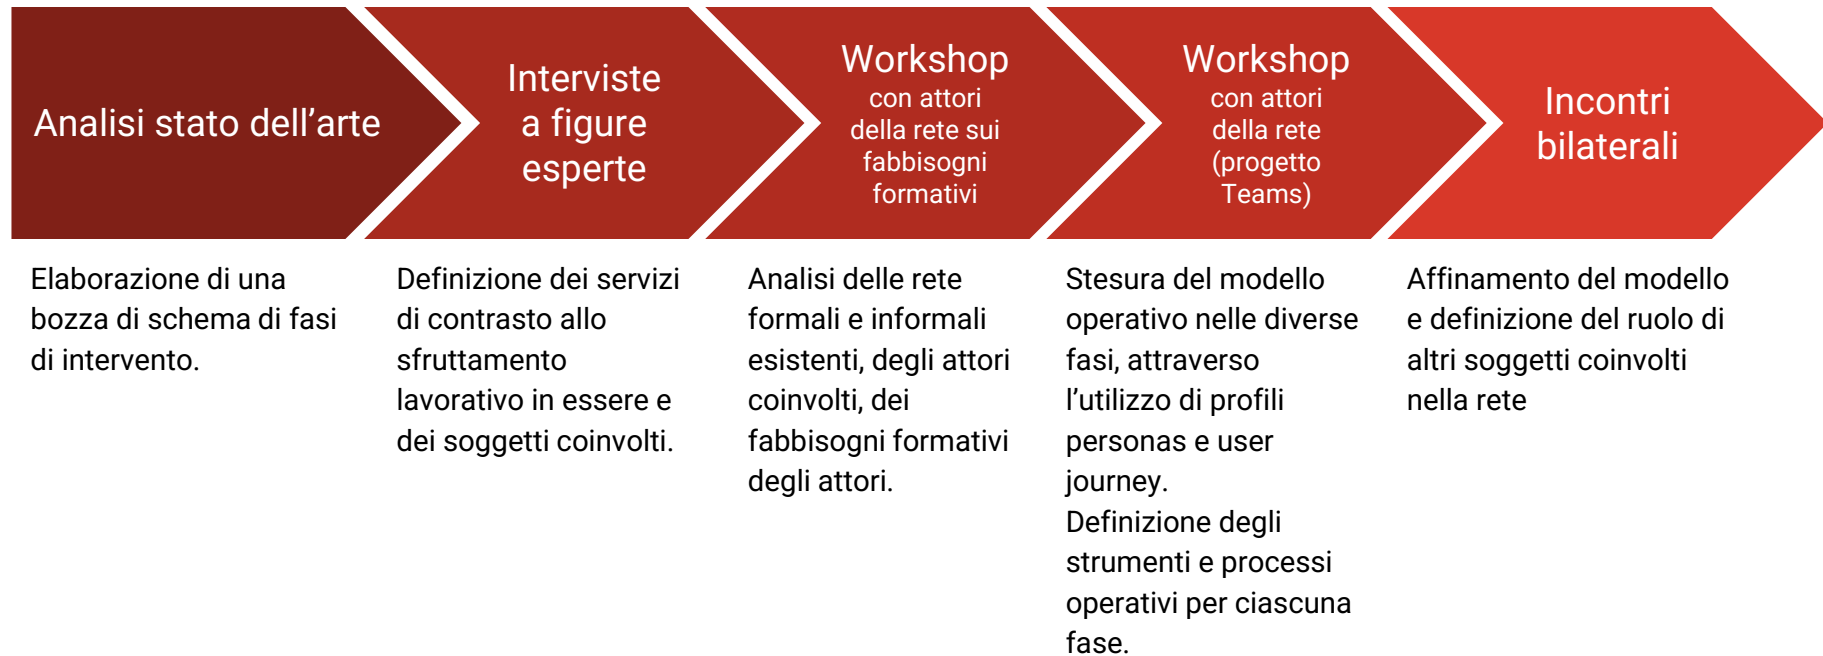 Analisi stato dell’arte
Interviste
a figure
esperte
Workshop
con attori
della rete sui
fabbisogni
formativi
Workshop
con attori
della rete
(progetto
Teams)
Incontri
bilaterali
Elaborazione di una
bozza di schema di fasi
di intervento.
Definizione dei servizi
di contrasto allo
sfruttamento
lavorativo in essere e
dei soggetti coinvolti.
Analisi delle rete
formali e informali
esistenti, degli attori
coinvolti, dei
fabbisogni formativi
degli attori.
Stesura del modello
operativo nelle diverse
fasi, attraverso
l’utilizzo di profili
personas e user
journey.
Definizione degli
strumenti e processi
operativi per ciascuna
fase.
Affinamento del modello
e definizione del ruolo di
altri soggetti coinvolti
nella rete